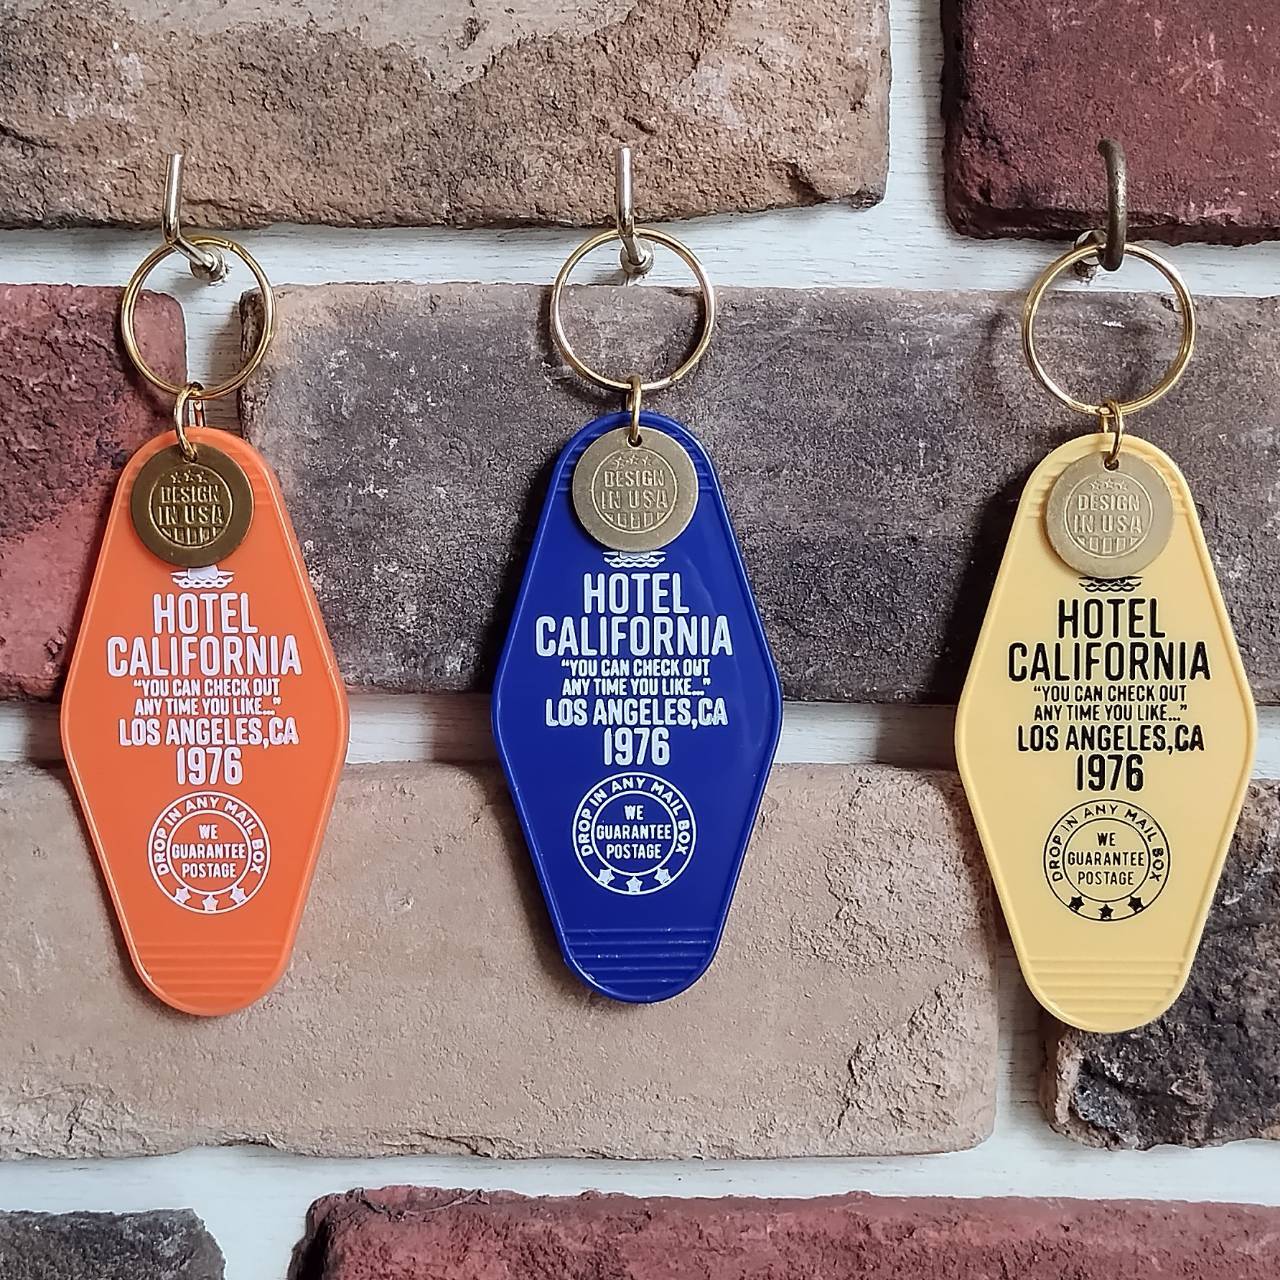 DESIGN
IN USA
HOTEL
CALIFORNIA
“YOU CAN CHECK OUT
ANY TIME YOU LIKE...”
LOS ANGELES,CA
1976
DROP IN ANY MAIL BOX
WE
GUARANTEE
POSTAGE
DESIGN
IN USA
HOTEL
CALIFORNIA
“YOU CAN CHECK OUT
ANY TIME YOU LIKE...”
LOS ANGELES,CA
1976
DROP IN ANY MAIL BOX
WE
GUARANTEE
POSTAGE
DESIGN
IN USA
HOTEL
CALIFORNIA
“YOU CAN CHECK OUT
ANY TIME YOU LIKE...”
LOS ANGELES,CA
1976
DROP IN ANY MAIL BOX
WE
GUARANTEE
POSTAGE